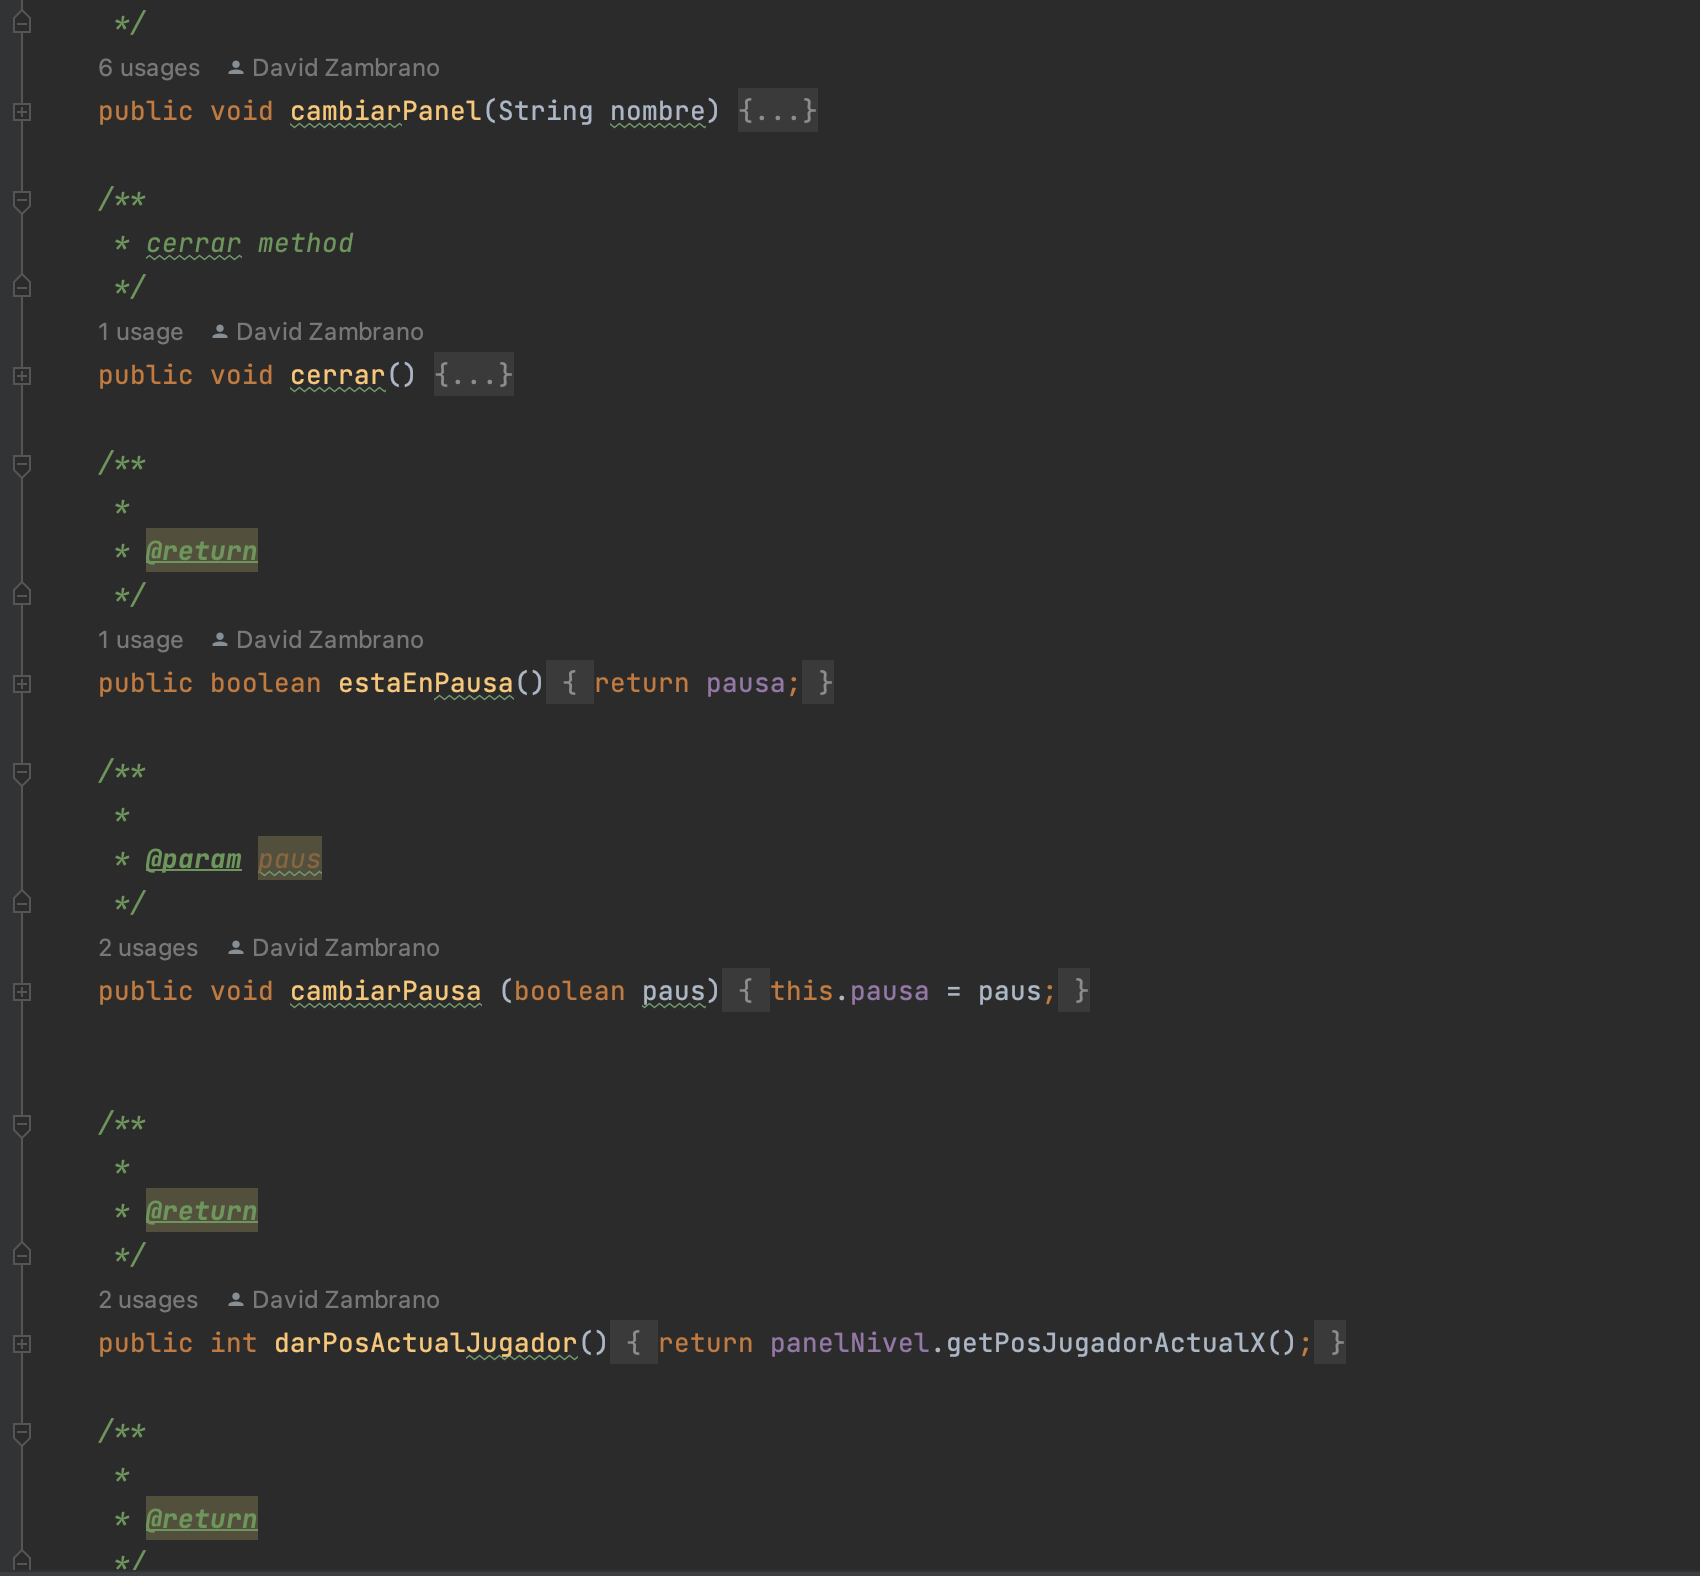 */
6 usages David Zambrano
public void cambiarPanel(String nombre) {...}
/**
* cerrar method
*/
1 usage David Zambrano
public void cerrar() {...}
/**
*
* @return
*/
1 usage David Zambrano
public boolean estaEnPausa() { return pausa; }
/**
*
* @param paus
*/
2 usages David Zambrano
public void cambiarPausa (boolean paus) { this.pausa = paus; }
/**
*
* @return
*/
2 usages David Zambrano
public int darPosActualJugador() { return panelNivel.getPosJugadorActualX(); }
/**
*
* @return
*/